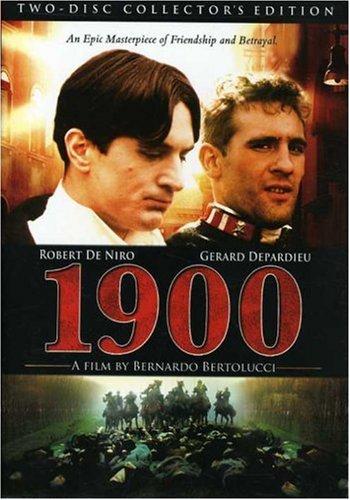 TWO-DISC COLLECTOR'S EDITION
An Epic Masterpiece of Friendship and Betrayal.
ROBERT DE NIRO GERARD DEPARDIEU
1900
A FILM BY BERNARDO BERTOLUCCI